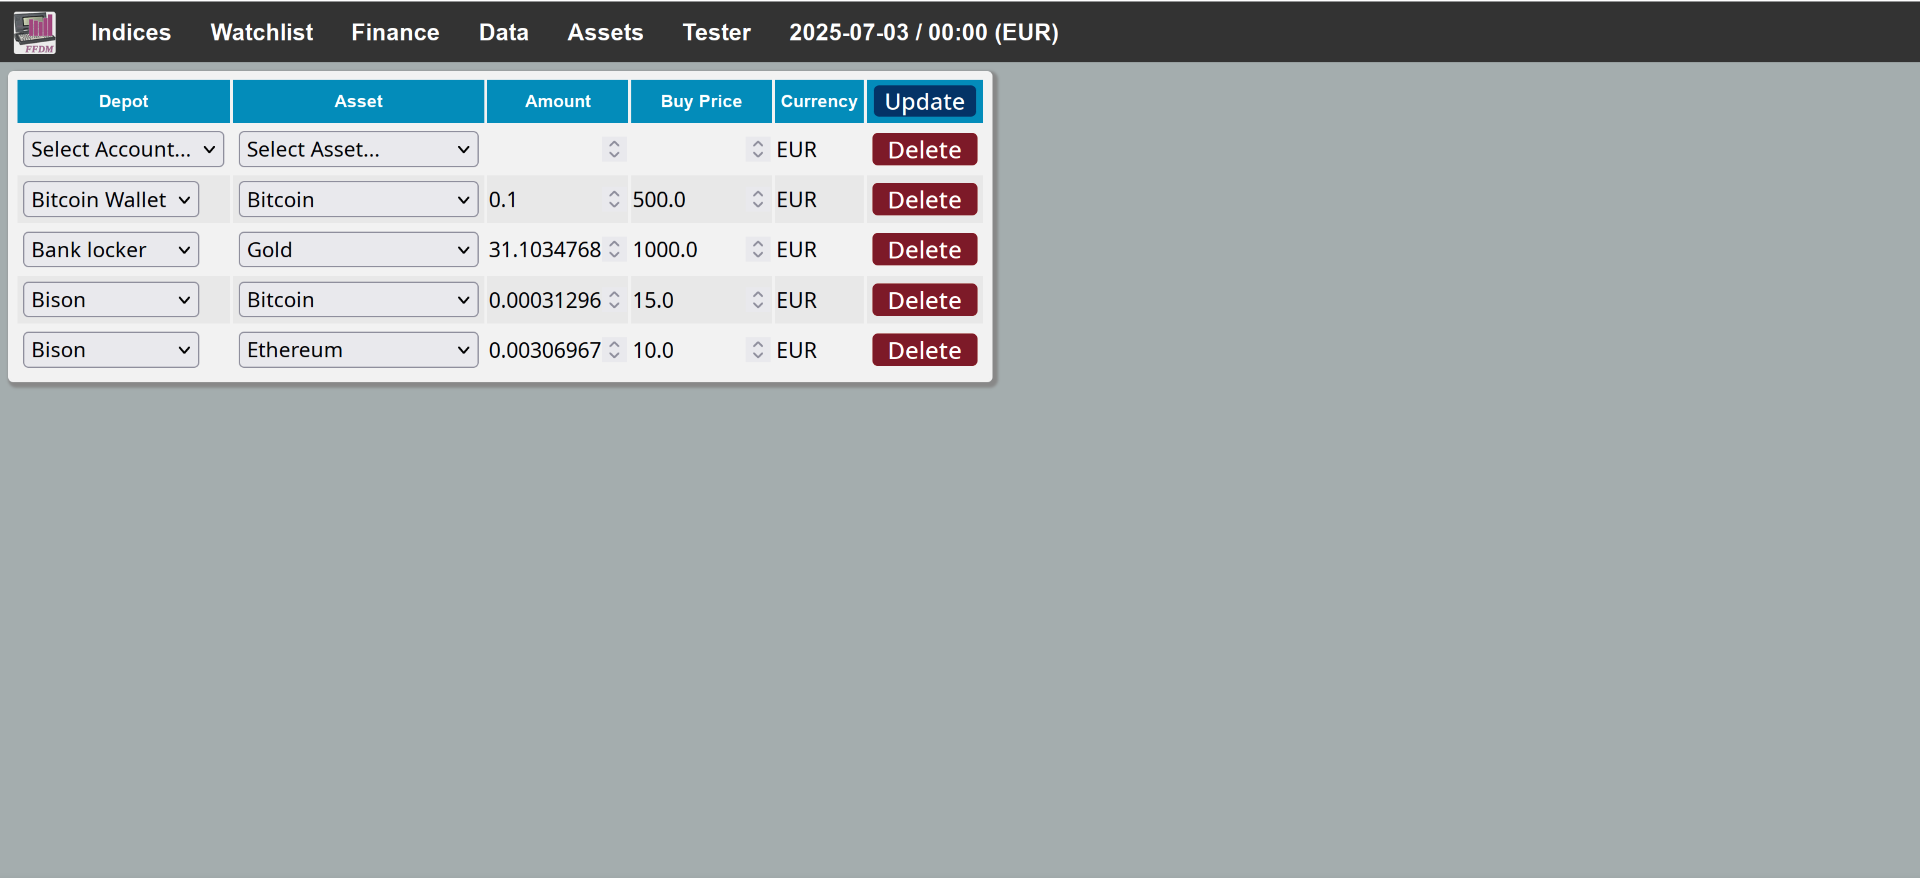 FFDM Indices Watchlist Finance Data Assets Tester 2025-07-03 / 00:00 (EUR)
Depot Asset Amount Buy Price Currency Update
Select Account... Select Asset... EUR Delete
Bitcoin Wallet Bitcoin 0.1 500.0 EUR Delete
Bank locker Gold 31.1034768 1000.0 EUR Delete
Bison Bitcoin 0.00031296 15.0 EUR Delete
Bison Ethereum 0.00306967 10.0 EUR Delete